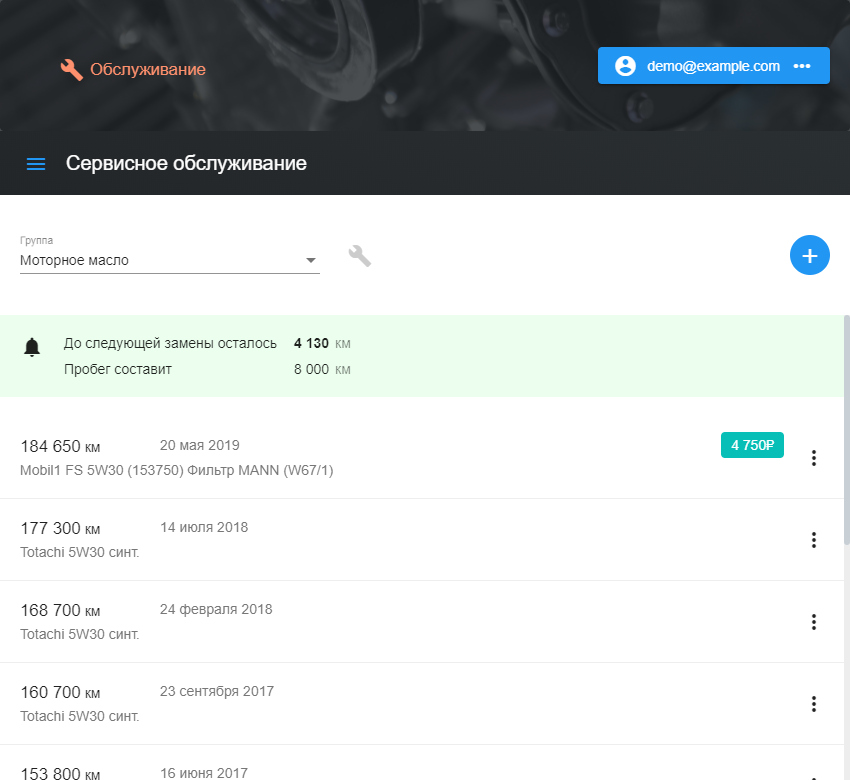 Обслуживание
demo@example.com
Сервисное обслуживание
Группа
Моторное масло
До следующей замены осталось 4 130 км
Пробег составит 8 000 км
184 650 км 20 мая 2019 4 750₽
Mobil1 FS 5W30 (153750) Фильтр MANN (W67/1)
177 300 км 14 июля 2018
Totachi 5W30 синт.
168 700 км 24 февраля 2018
Totachi 5W30 синт.
160 700 км 23 сентября 2017
Totachi 5W30 синт.
153 800 км 16 июня 2017